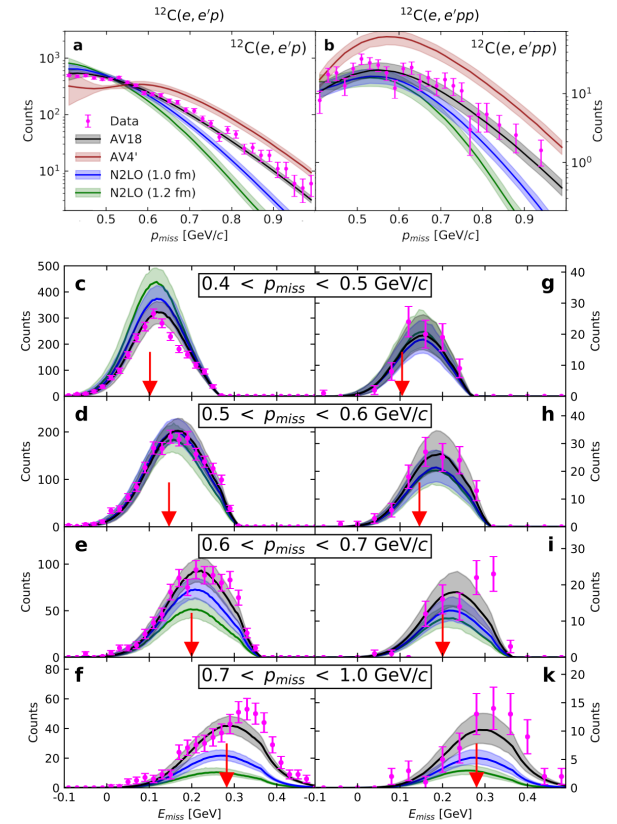 ¹²C(e, e′p)
¹²C(e, e′pp)
a
¹²C(e, e′p)
b
¹²C(e, e′pp)
Counts
10³
10²
10¹
Data
AV18
AV4'
N2LO (1.0 fm)
N2LO (1.2 fm)
10¹
10⁰
Counts
0.5 0.6 0.7 0.8 0.9
0.5 0.6 0.7 0.8 0.9
p_miss [GeV/c]
p_miss [GeV/c]
0.4 < p_miss < 0.5 GeV/c
c
g
Counts
500
400
300
200
100
0
40
30
20
10
0
Counts
0.5 < p_miss < 0.6 GeV/c
d
h
Counts
200
100
0
40
30
20
10
0
Counts
0.6 < p_miss < 0.7 GeV/c
e
i
Counts
100
50
0
30
20
10
0
Counts
0.7 < p_miss < 1.0 GeV/c
f
k
Counts
80
60
40
20
0
20
15
10
5
0
Counts
-0.1 0 0.1 0.2 0.3 0.4
0 0.1 0.2 0.3 0.4 0.5
E_miss [GeV]
E_miss [GeV]